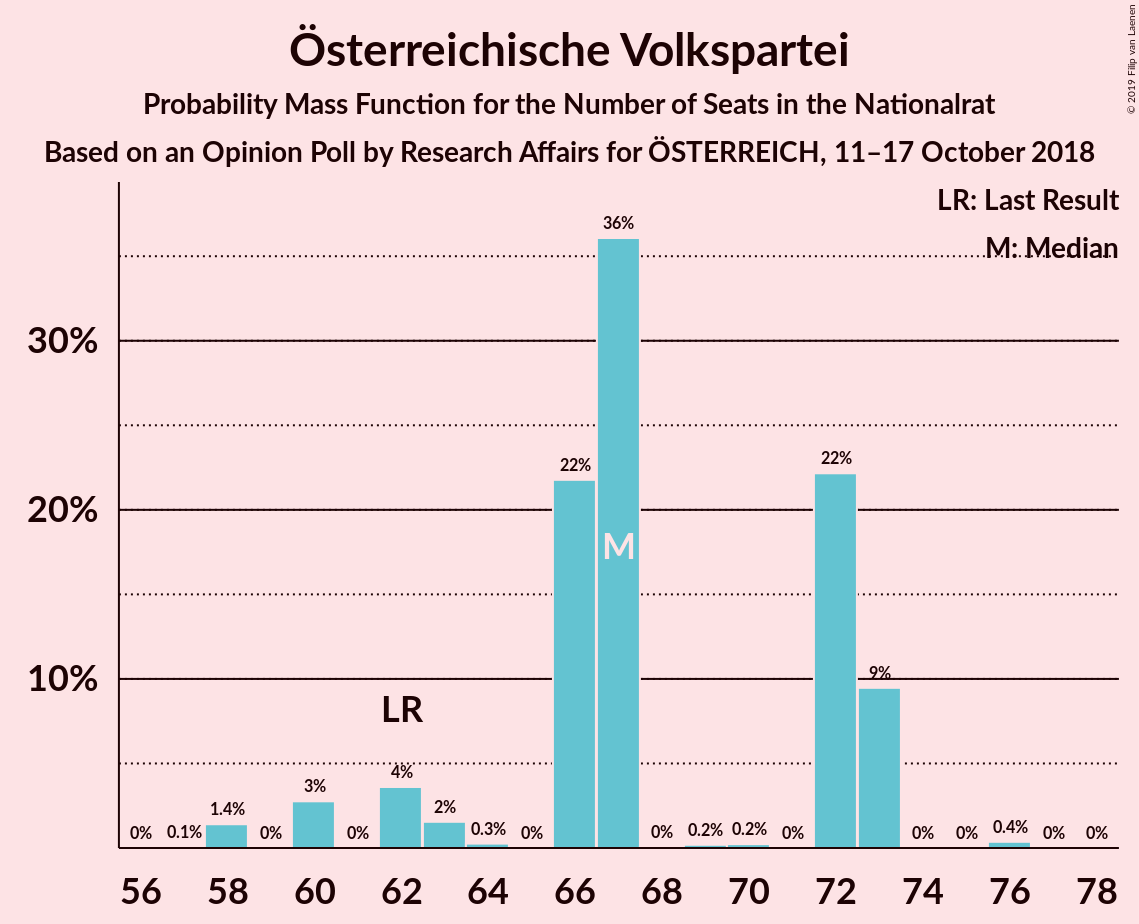 Österreichische Volkspartei
Probability Mass Function for the Number of Seats in the Nationalrat
Based on an Opinion Poll by Research Affairs for ÖSTERREICH, 11–17 October 2018
© 2019 Filip van Laenen
LR: Last Result
M: Median
36%
30%
22%
22%
20%
M
10%
9%
LR
4%
3%
2%
1.4%
0% 0.1% 0% 0% 0.3% 0% 0% 0.2% 0.2% 0% 0% 0% 0.4% 0% 0%
56 58 60 62 64 66 68 70 72 74 76 78